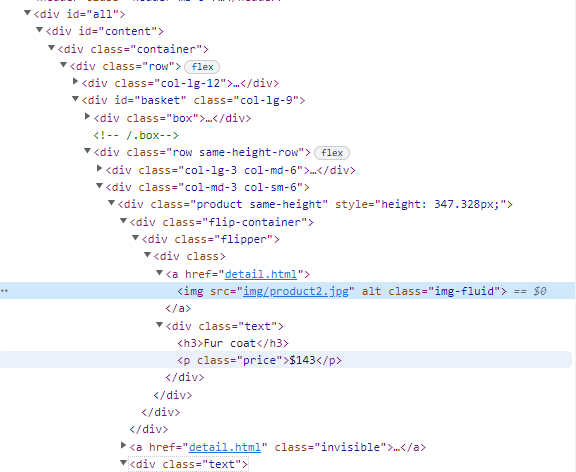 <div id="all">
<div id="content">
<div class="container">
<div class="row"> flex
<div class="col-lg-12">…</div>
<div id="basket" class="col-lg-9">
<div class="box">…</div>
<!-- /.box-->
<div class="row same-height-row"> flex
<div class="col-lg-3 col-md-6">…</div>
<div class="col-md-3 col-sm-6">
<div class="product same-height" style="height: 347.328px;">
<div class="flip-container">
<div class="flipper">
<div class>
<a href="detail.html">
<img src="img/product2.jpg" alt class="img-fluid"> == $0
</a>
<div class="text">
<h3>Fur coat</h3>
<p class="price">$143</p>
</div>
</div>
</div>
</div>
<a href="detail.html" class="invisible">…</a>
<div class="text">